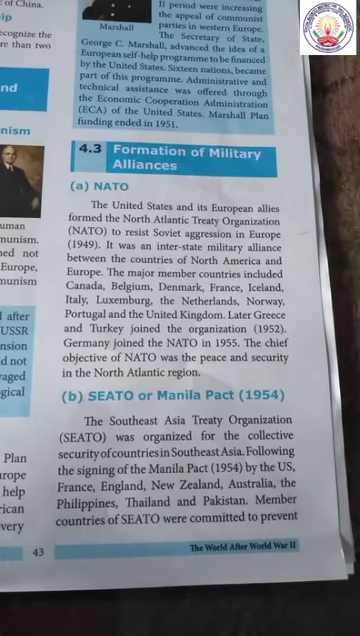 of China.
ip
ecognize the
re than two
nd
nism
uman
munism.
ned not
Europe,
munism
l after
USSR
nsion
d not
raged
ogical
Plan
urope
help
rican
very
II period were increasing
the appeal of communist
parties in western Europe.
Marshall
The Secretary of State,
George C. Marshall, advanced the idea of a
European self-help programme to be financed
by the United States. Sixteen nations, became
part of this programme. Administrative and
technical assistance was offered through
the Economic Cooperation Administration
(ECA) of the United States. Marshall Plan
funding ended in 1951.
4.3 Formation of Military
Alliances
(a) NATO
The United States and its European allies
formed the North Atlantic Treaty Organization
(NATO) to resist Soviet aggression in Europe
(1949). It was an inter-state military alliance
between the countries of North America and
Europe. The major member countries included
Canada, Belgium, Denmark, France, Iceland,
Italy, Luxemburg, the Netherlands, Norway,
Portugal and the United Kingdom. Later Greece
and Turkey joined the organization (1952).
Germany joined the NATO in 1955. The chief
objective of NATO was the peace and security
in the North Atlantic region.
(b) SEATO or Manila Pact (1954)
The Southeast Asia Treaty Organization
(SEATO) was organized for the collective
security of countries in Southeast Asia. Following
the signing of the Manila Pact (1954) by the US,
France, England, New Zealand, Australia, the
Philippines, Thailand and Pakistan. Member
countries of SEATO were committed to prevent
43
The World After World War II